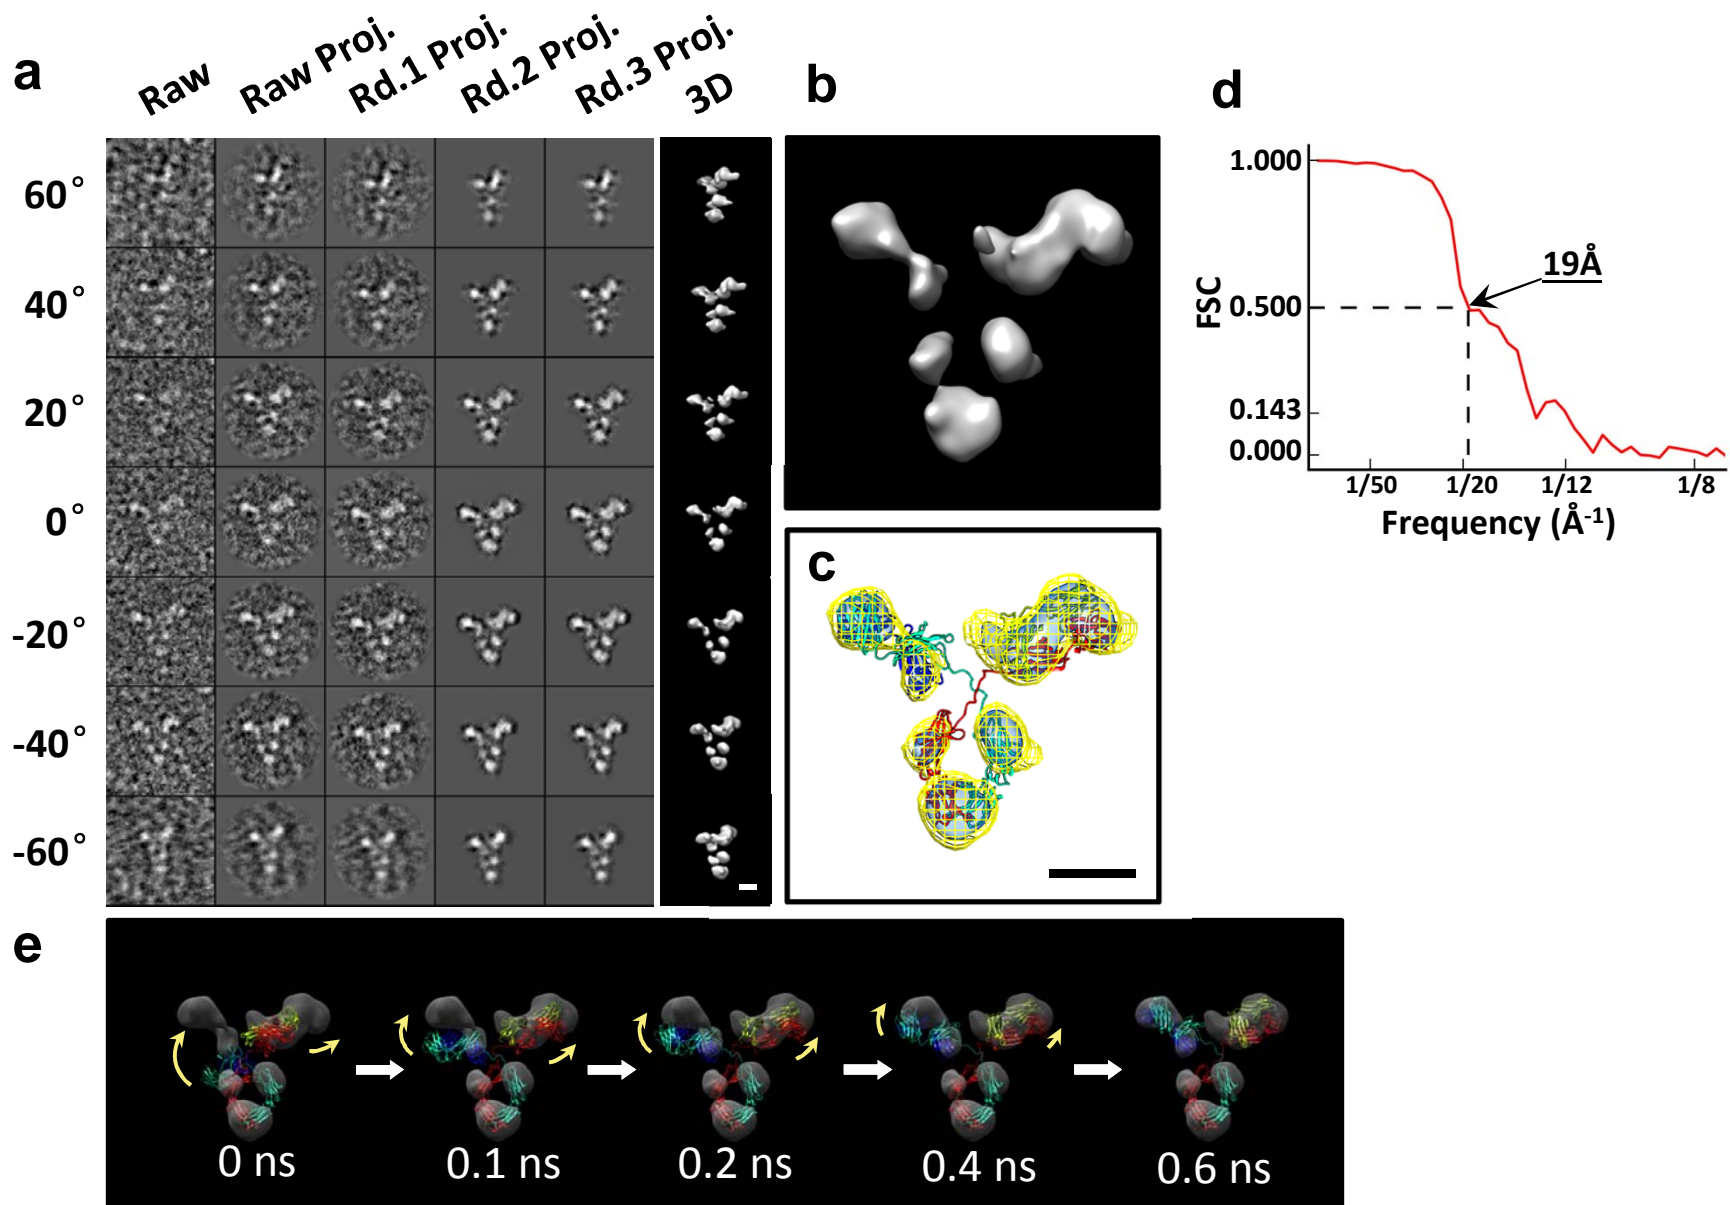 a
Raw
Raw Proj.
Rd.1 Proj.
Rd.2 Proj.
Rd.3 Proj.
3D
60°
40°
20°
0°
-20°
-40°
-60°
b
c
d
1.000
0.500
0.143
0.000
FSC
19Å
1/50 1/20 1/12 1/8
Frequency (Å-1)
e
0 ns 0.1 ns 0.2 ns 0.4 ns 0.6 ns